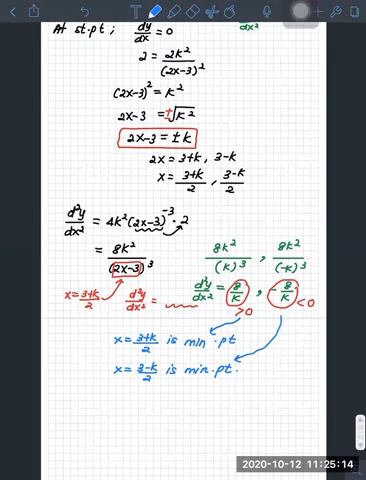 dx²
At st.pt ; dy/dx = 0
2 = 2K²/(2x-3)²
(2x-3)² = K²
2x-3 = ±√K²
2x-3 = ±K
2x = 3+K , 3-K
x = (3+K)/2 , (3-K)/2
d²y/dx² = 4K²(2x-3)⁻³ · 2
= 8K²/(2x-3)³ 8K²/(K)³ , 8K²/(-K)³
x = (3+K)/2 d²y/dx² = d²y/dx² = 8/K , -8/K <0
>0
x = (3+K)/2 is min.pt
x = (3-K)/2 is min.pt.
2020-10-12 11:25:14